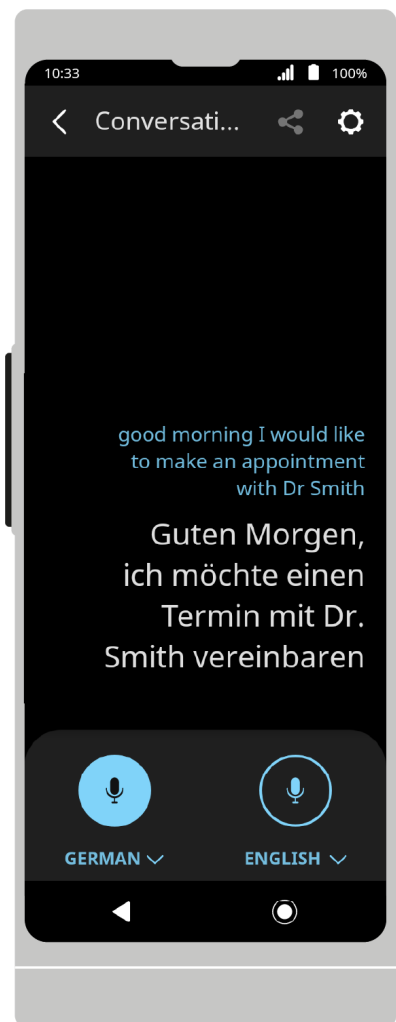 10:33
100%
Conversati...
good morning I would like
to make an appointment
with Dr Smith
Guten Morgen,
ich möchte einen
Termin mit Dr.
Smith vereinbaren
GERMAN
ENGLISH